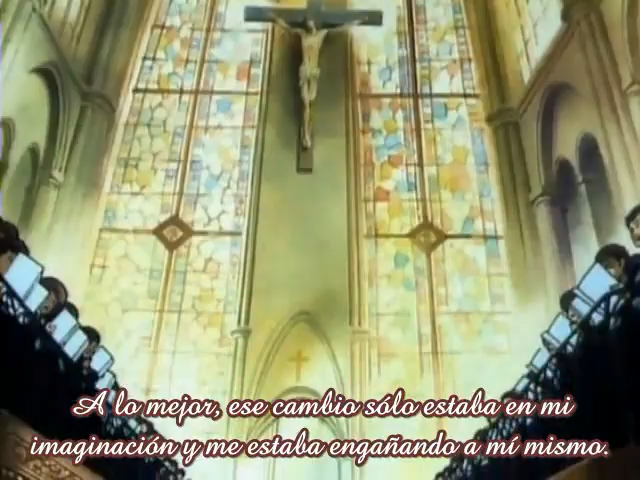 A lo mejor, ese cambio sólo estaba en mi
imaginación y me estaba engañando a mí mismo.